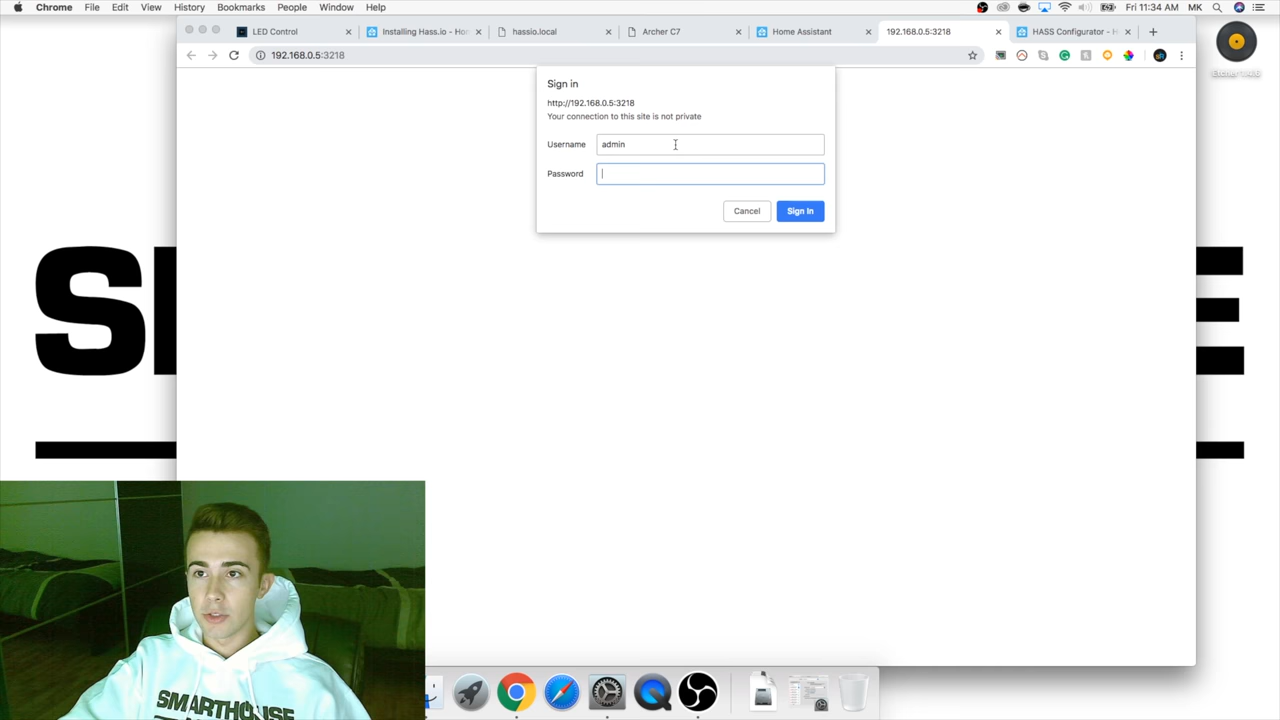 Chrome File Edit View History Bookmarks People Window Help
Fri 11:34 AM MK
LED Control
Installing Hass.io - Hor
hassio.local
Archer C7
Home Assistant
192.168.0.5:3218
HASS Configurator - H
192.168.0.5:3218
Sign in
http://192.168.0.5:3218
Your connection to this site is not private
Username admin
Password
Cancel Sign In
S
E
SMARTHOUSE